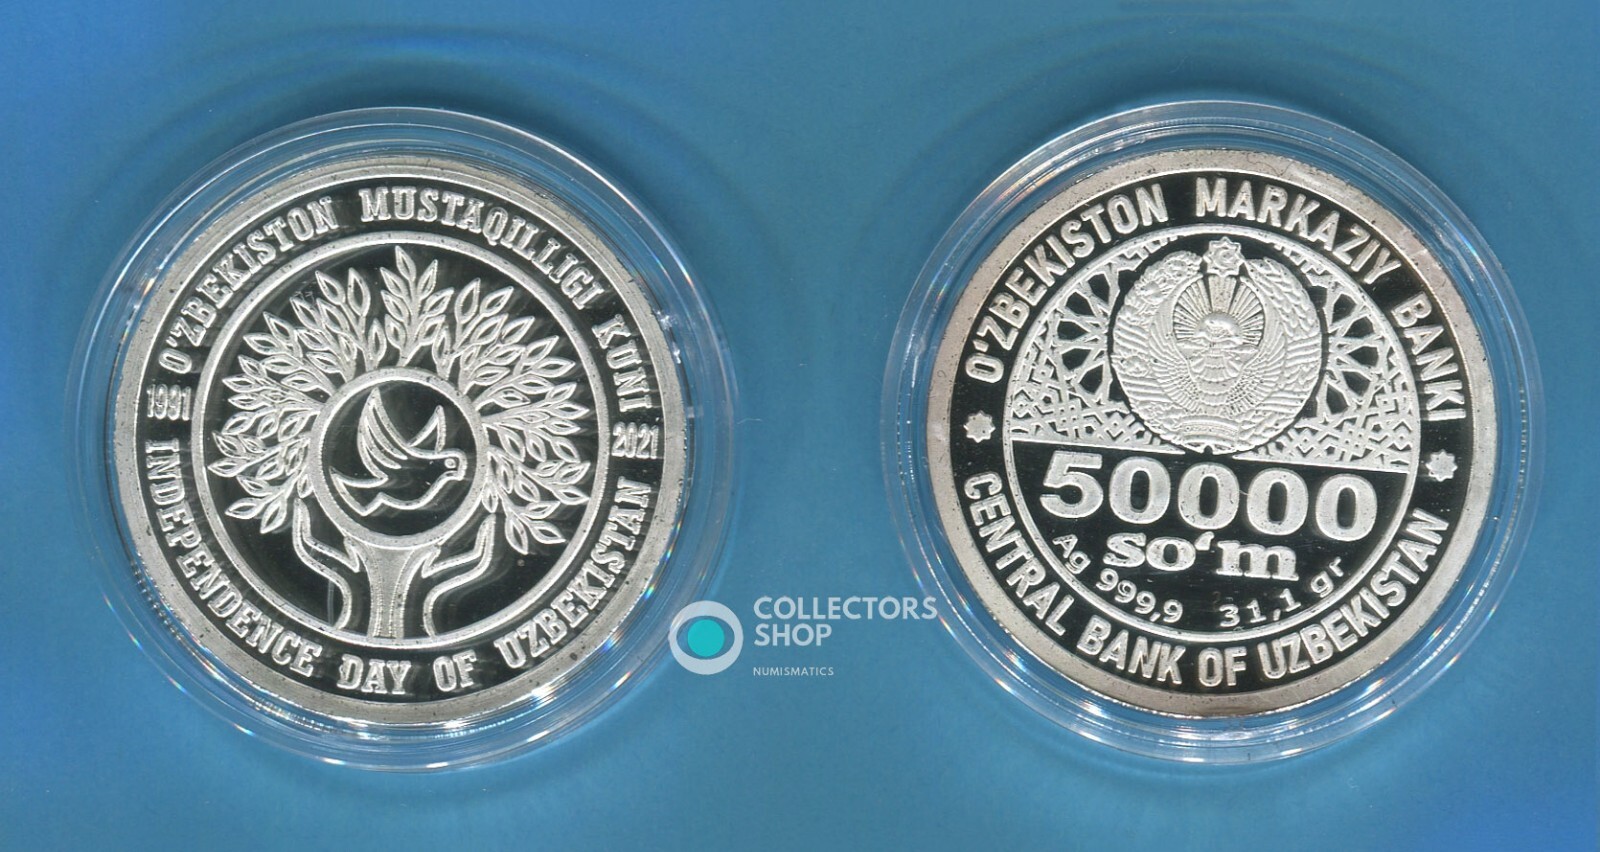 O'ZBEKISTON MUSTAQILLIGI KUNI
1991
2021
INDEPENDENCE DAY OF UZBEKISTAN
O'ZBEKISTON MARKAZIY BANKI
50000
so'm
Ag 999,9 31,1 gr
CENTRAL BANK OF UZBEKISTAN
COLLECTORS
SHOP
NUMISMATICS